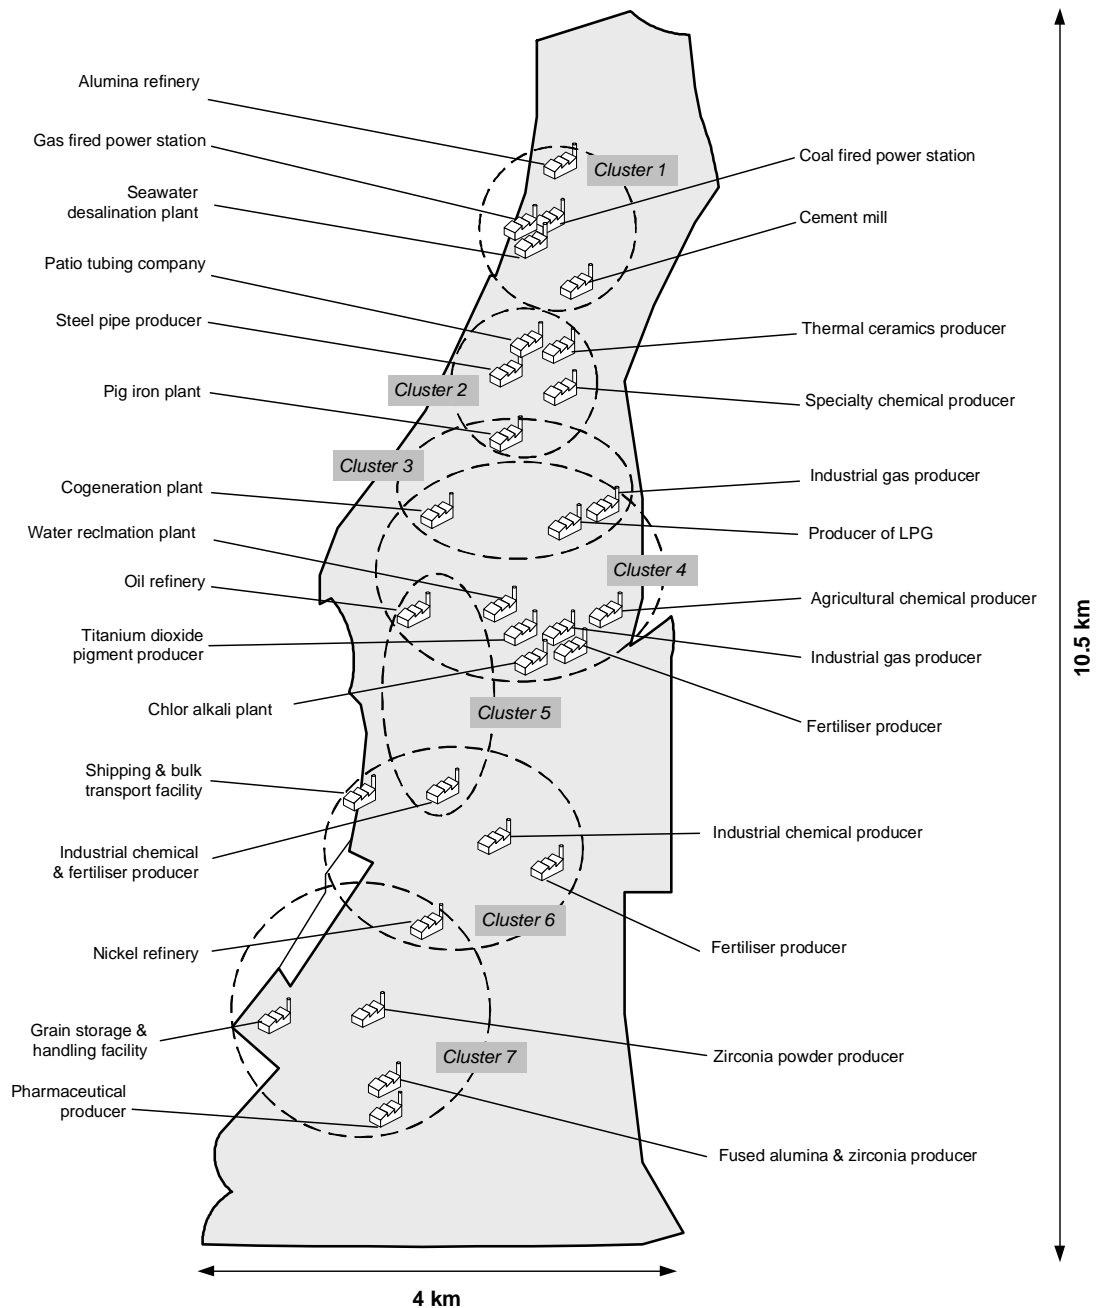 Alumina refinery
Gas fired power station
Seawater
desalination plant
Patio tubing company
Steel pipe producer
Pig iron plant
Cogeneration plant
Water reclmation plant
Oil refinery
Titanium dioxide
pigment producer
Chlor alkali plant
Shipping & bulk
transport facility
Industrial chemical
& fertiliser producer
Nickel refinery
Grain storage &
handling facility
Pharmaceutical
producer
Cluster 1
Cluster 2
Cluster 3
Cluster 4
Cluster 5
Cluster 6
Cluster 7
Coal fired power station
Cement mill
Thermal ceramics producer
Specialty chemical producer
Industrial gas producer
Producer of LPG
Agricultural chemical producer
Industrial gas producer
Fertiliser producer
Industrial chemical producer
Fertiliser producer
Zirconia powder producer
Fused alumina & zirconia producer
10.5 km
4 km